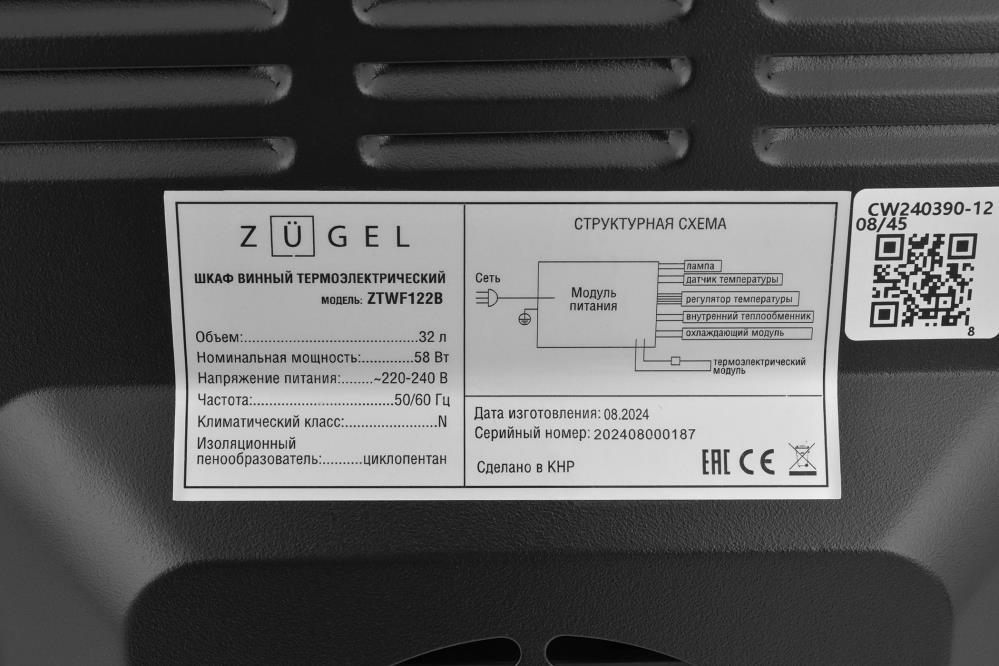 ZÜGEL
ШКАФ ВИННЫЙ ТЕРМОЭЛЕКТРИЧЕСКИЙ
МОДЕЛЬ: ZTWF122B
Объем:...............................32 л
Номинальная мощность:............58 Вт
Напряжение питания:.......~220-240 В
Частота:............................50/60 Гц
Климатический класс:.....................N
Изоляционный
пенообразователь:..........циклопентан
СТРУКТУРНАЯ СХЕМА
Сеть
Модуль
питания
лампа
датчик температуры
регулятор температуры
внутренний теплообменник
охлаждающий модуль
термоэлектрический
модуль
Дата изготовления: 08.2024
Серийный номер: 202408000187
Сделано в КНР
EAC CE
CW240390-12
08/45
8